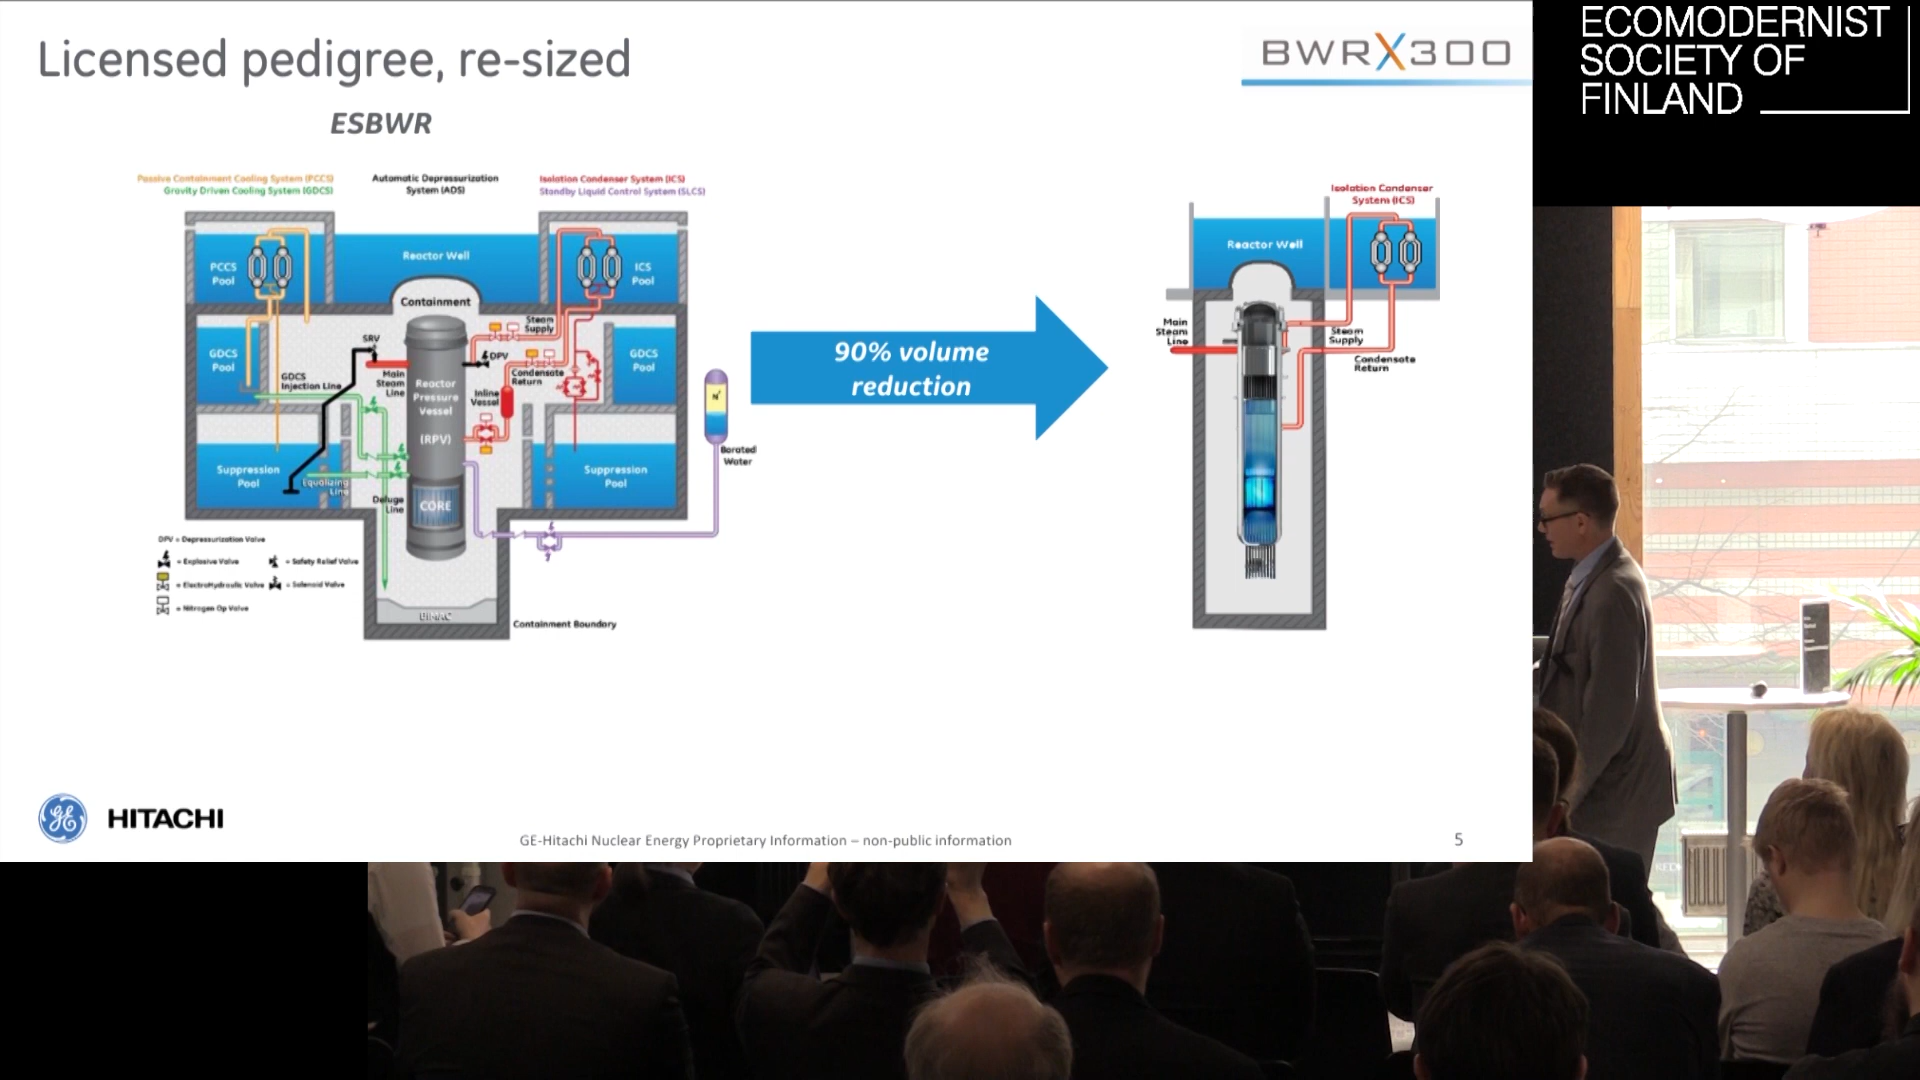 Licensed pedigree, re-sized
BWRX300
ECOMODERNIST
SOCIETY OF
FINLAND
ESBWR
Passive Containment Cooling System (PCCS)
Gravity Driven Cooling System (GDCS)
Automatic Depressurization
System (ADS)
Isolation Condenser System (ICS)
Standby Liquid Control System (SLCS)
Reactor Well
PCCS
Pool
ICS
Pool
Containment
Steam
Supply
SRV
DPV
GDCS
Pool
GDCS
Injection Line
Main
Steam
Line
Reactor
Pressure
Vessel
(RPV)
Condensate
Return
Inline
Vessel
GDCS
Pool
N²
Borated
Water
Suppression
Pool
Equalizing
Line
Deluge
Line
CORE
Suppression
Pool
DPV = Depressurization Valve
= Explosive Valve
= Safety Relief Valve
= ElectroHydraulic Valve
= Solenoid Valve
= Nitrogen Op Valve
BiMAC
Containment Boundary
90% volume
reduction
Isolation Condenser
System (ICS)
Reactor Well
Main
Steam
Line
Steam
Supply
Condensate
Return
GE
HITACHI
GE-Hitachi Nuclear Energy Proprietary Information – non-public information
5